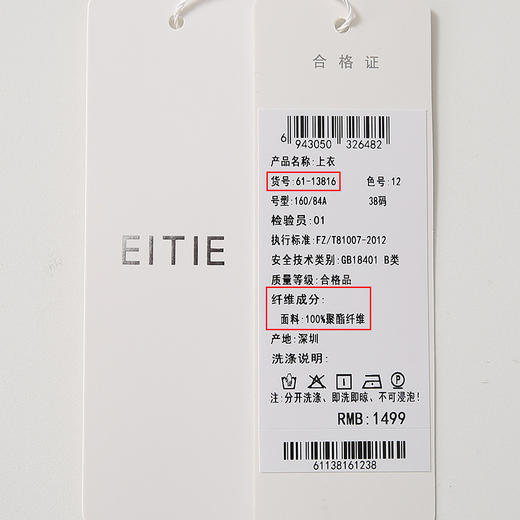 EITIE
合格证
6 943050 326482
产品名称:上衣
货号:61-13816 色号:12
号型:160/84A 38码
检验员:01
执行标准:FZ/T81007-2012
安全技术类别:GB18401 B类
质量等级:合格品
纤维成分:
面料:100%聚酯纤维
产地:深圳
洗涤说明:
注:分开洗涤、即洗即晾、不可浸泡!
RMB:1499
61138161238